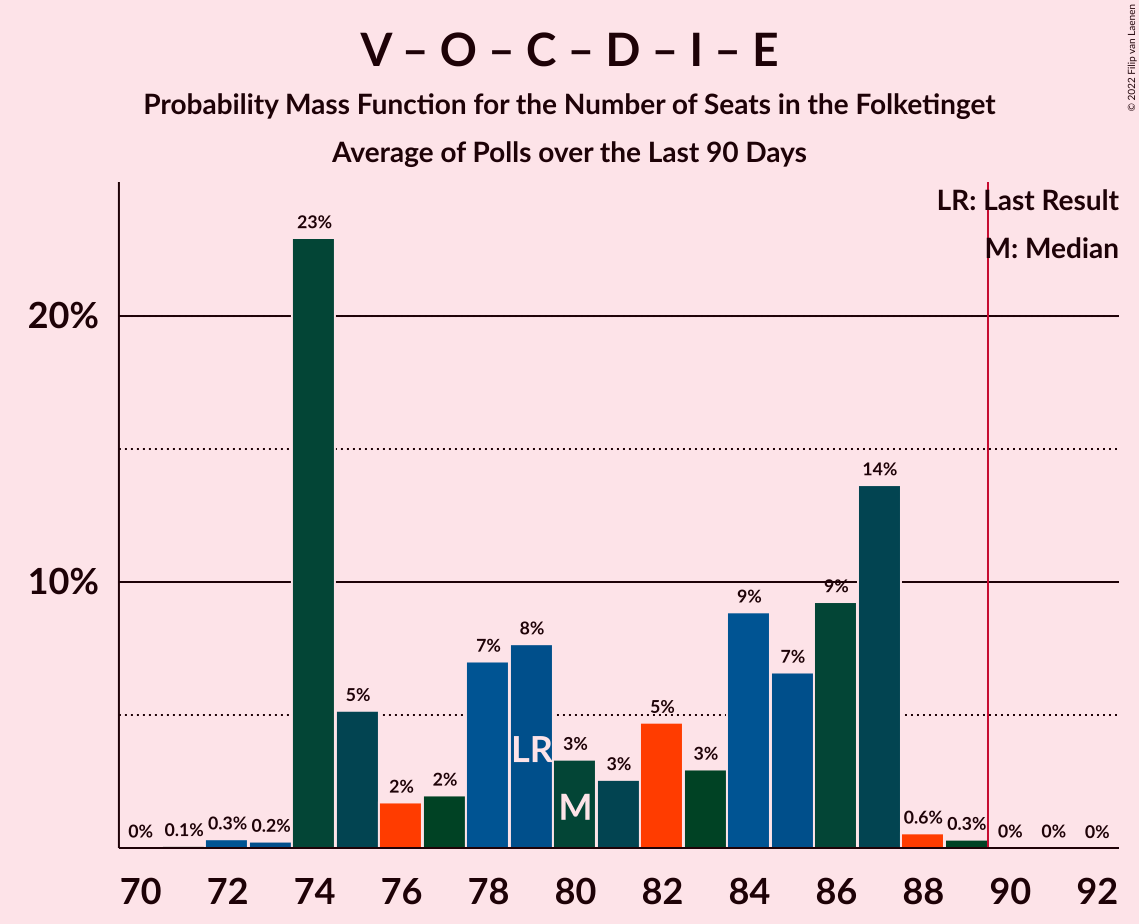 V – O – C – D – I – E
Probability Mass Function for the Number of Seats in the Folketinget
Average of Polls over the Last 90 Days
© 2022 Filip van Laenen
LR: Last Result
M: Median
20%
10%
0%
0.1%
0.3%
0.2%
23%
5%
2%
2%
7%
8%
3%
3%
5%
3%
9%
7%
9%
14%
0.6%
0.3%
0%
0%
0%
LR
M
70 72 74 76 78 80 82 84 86 88 90 92